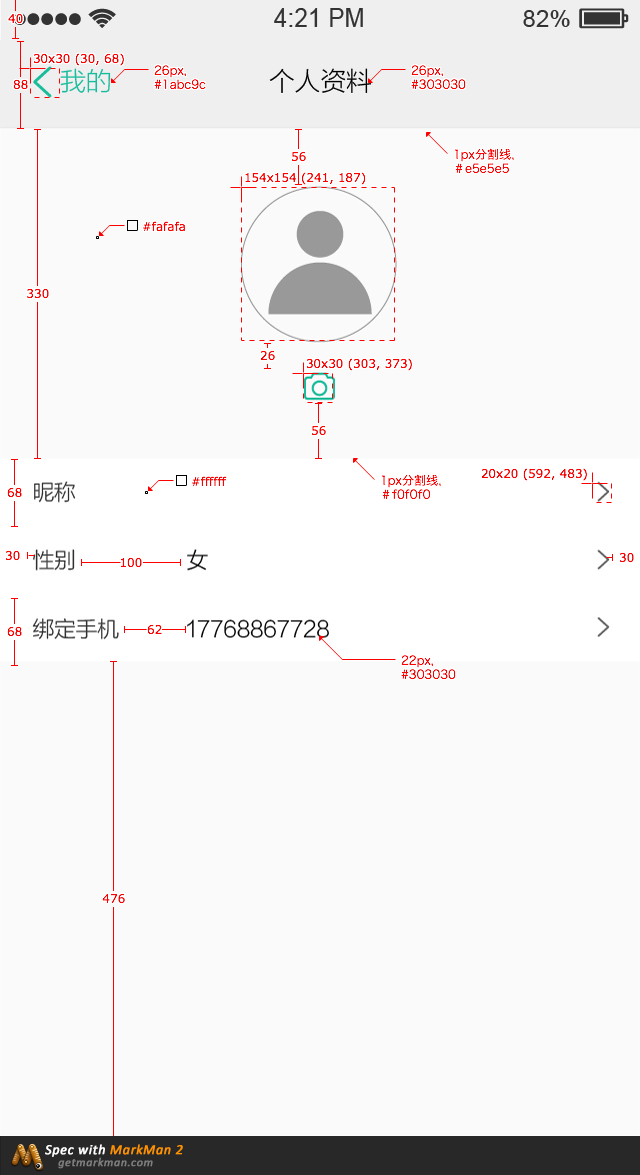 40
4:21 PM
82%
30x30 (30, 68)
88
我的
26px,
#1abc9c
个人资料
26px,
#303030
1px分割线,
#e5e5e5
56
154x154 (241, 187)
#fafafa
330
26
30x30 (303, 373)
56
68
昵称
#ffffff
1px分割线,
#f0f0f0
20x20 (592, 483)
30
性别
100
女
30
68
绑定手机
62
17768867728
22px,
#303030
476
Spec with MarkMan 2
getmarkman.com